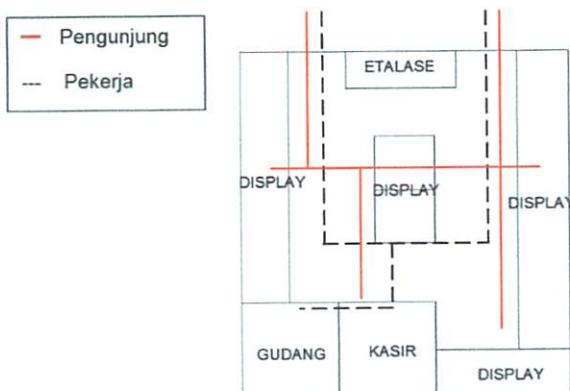 Pengunjung
Pekerja
ETALASE
DISPLAY
DISPLAY
DISPLAY
GUDANG
KASIR
DISPLAY